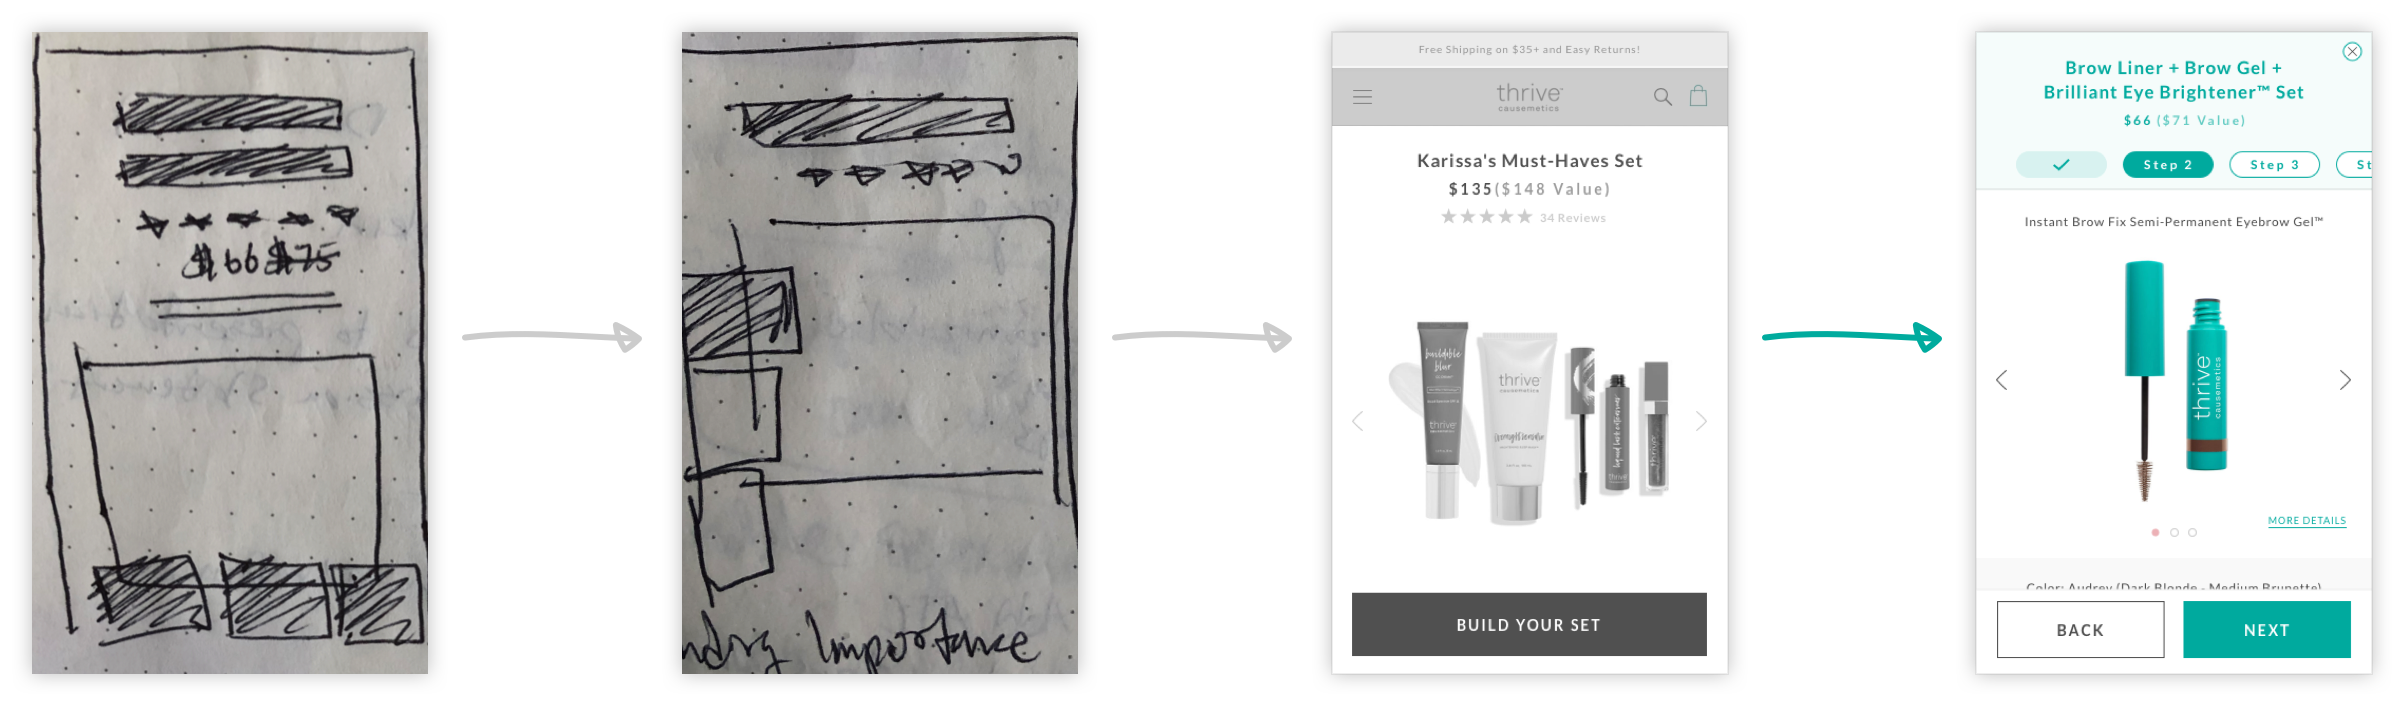 $66 $75
Importance
Free Shipping on $35+ and Easy Returns!
thrive
causemetics
Karissa's Must-Haves Set
$135($148 Value)
34 Reviews
buildable
blur
thrive
thrive
causemetics
thrive
thrive
BUILD YOUR SET
Brow Liner + Brow Gel +
Brilliant Eye Brightener™ Set
$66 ($71 Value)
Step 2
Step 3
St
Instant Brow Fix Semi-Permanent Eyebrow Gel™
thrive
causemetics
MORE DETAILS
Color: Audrey (Dark Blonde - Medium Brunette)
BACK
NEXT